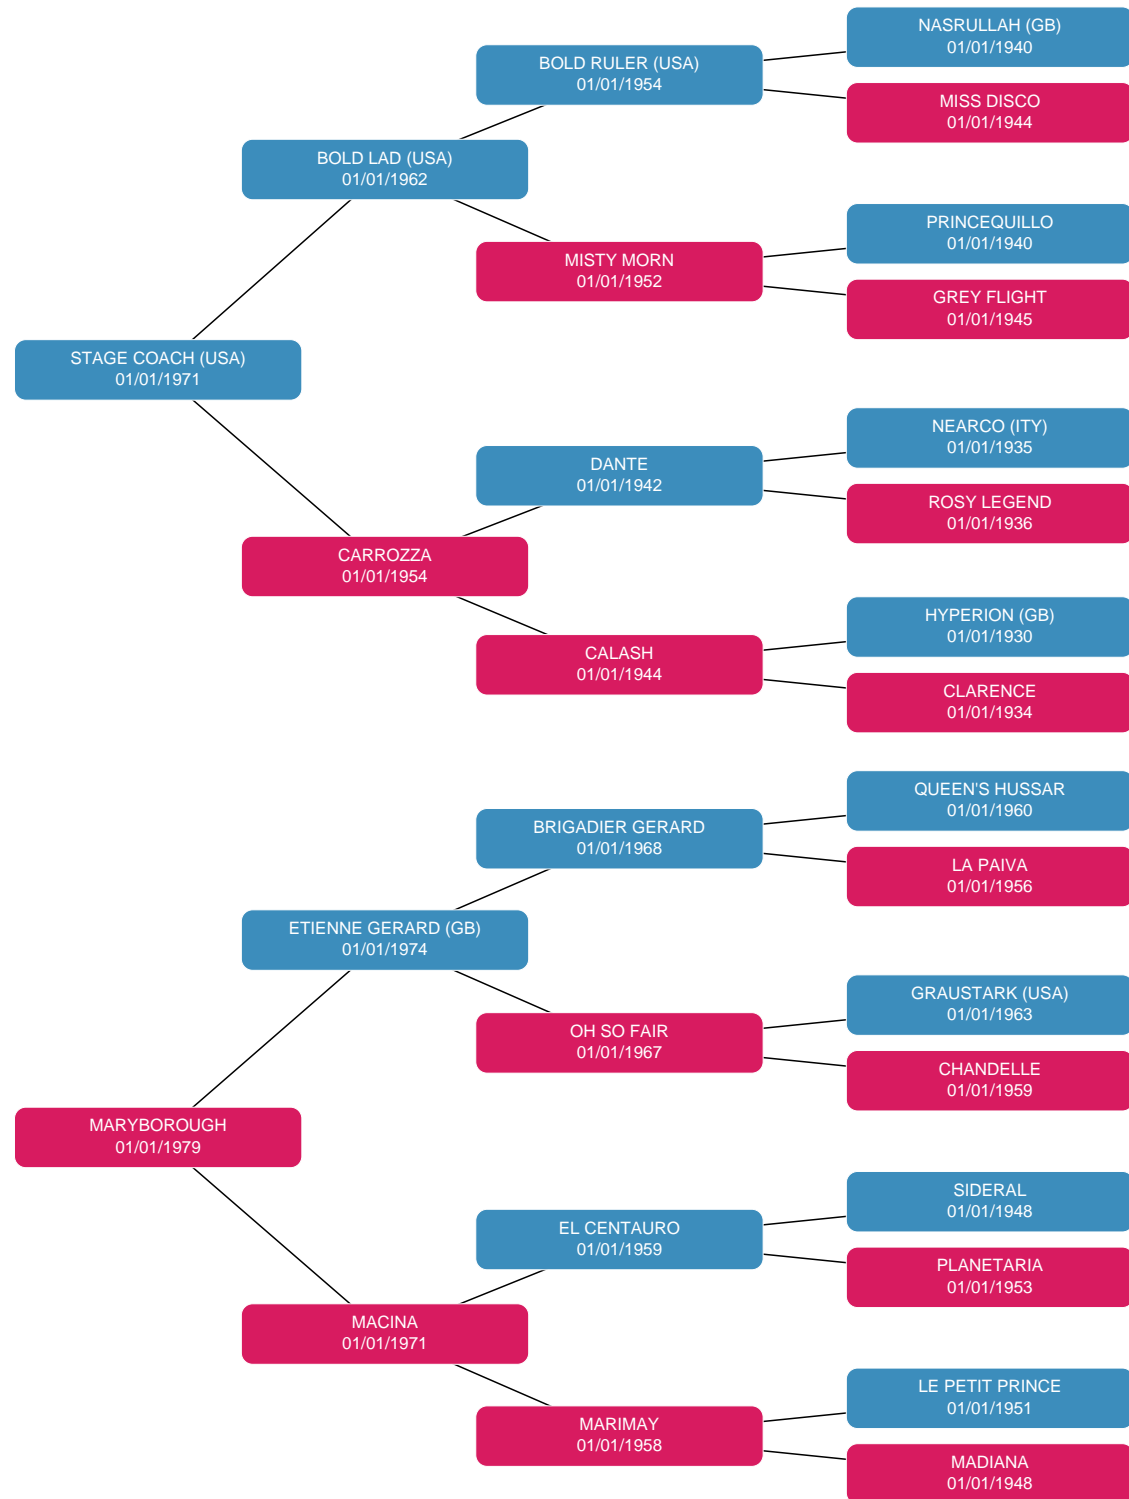 NASRULLAH (GB)
01/01/1940
BOLD RULER (USA)
01/01/1954
MISS DISCO
01/01/1944
BOLD LAD (USA)
01/01/1962
PRINCEQUILLO
01/01/1940
MISTY MORN
01/01/1952
GREY FLIGHT
01/01/1945
STAGE COACH (USA)
01/01/1971
NEARCO (ITY)
01/01/1935
DANTE
01/01/1942
ROSY LEGEND
01/01/1936
CARROZZA
01/01/1954
HYPERION (GB)
01/01/1930
CALASH
01/01/1944
CLARENCE
01/01/1934
QUEEN'S HUSSAR
01/01/1960
BRIGADIER GERARD
01/01/1968
LA PAIVA
01/01/1956
ETIENNE GERARD (GB)
01/01/1974
GRAUSTARK (USA)
01/01/1963
OH SO FAIR
01/01/1967
CHANDELLE
01/01/1959
MARYBOROUGH
01/01/1979
SIDERAL
01/01/1948
EL CENTAURO
01/01/1959
PLANETARIA
01/01/1953
MACINA
01/01/1971
LE PETIT PRINCE
01/01/1951
MARIMAY
01/01/1958
MADIANA
01/01/1948